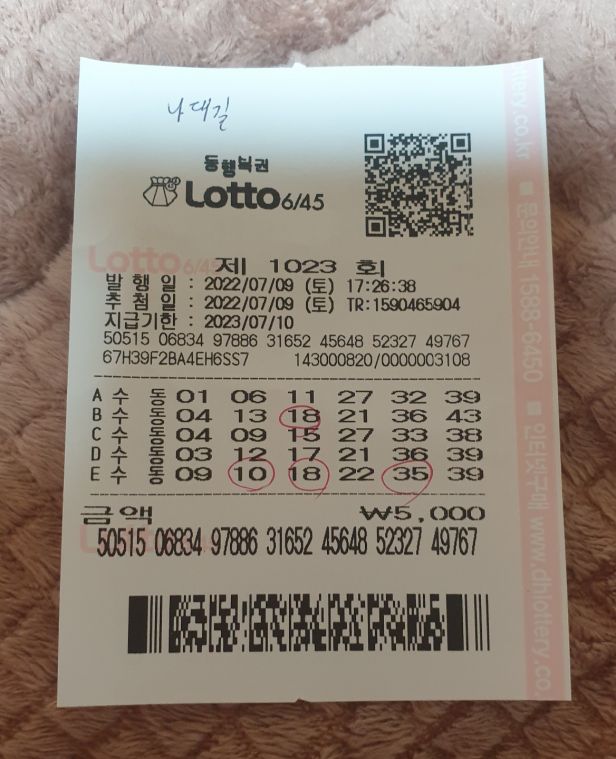 나대길
동행복권
Lotto 6/45
제 1023 회
발 행 일 : 2022/07/09 (토) 17:26:38
추 첨 일 : 2022/07/09 (토) TR:1590465904
지급기한 : 2023/07/10
50515 06834 97886 31652 45648 52327 49767
67H39F2BA4EH6SS7 143000820/0000003108
A 수 동 01 06 11 27 32 39
B 수 동 04 13 18 21 36 43
C 수 동 04 09 15 27 33 38
D 수 동 03 12 17 21 36 39
E 수 동 09 10 18 22 35 39
금액 ₩5,000
50515 06834 97886 31652 45648 52327 49767
Lotto 6/45
Lotto
ttery.co.kr ■ 문의안내 1588-6450 ■ 인터넷구매 www.dhlottery.co.